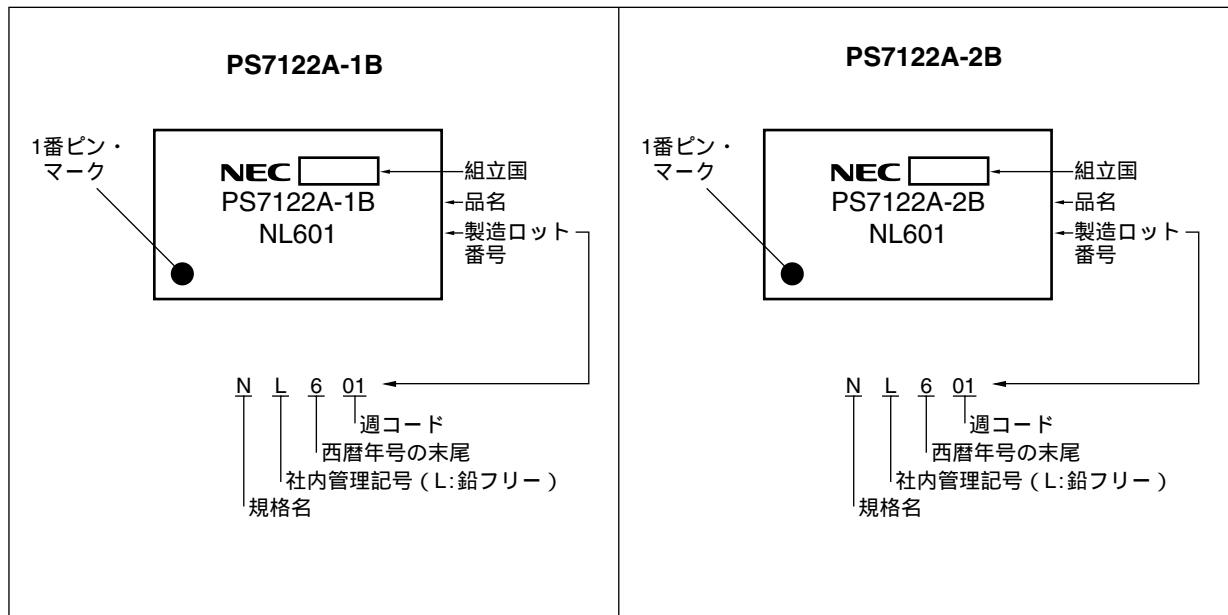 PS7122A-1B
1番ピン・
マーク
NEC
組立国
PS7122A-1B
品名
NL601
製造ロット
番号
N L 6 01
週コード
西暦年号の末尾
社内管理記号（L:鉛フリー）
規格名
PS7122A-2B
1番ピン・
マーク
NEC
組立国
PS7122A-2B
品名
NL601
製造ロット
番号
N L 6 01
週コード
西暦年号の末尾
社内管理記号（L:鉛フリー）
規格名